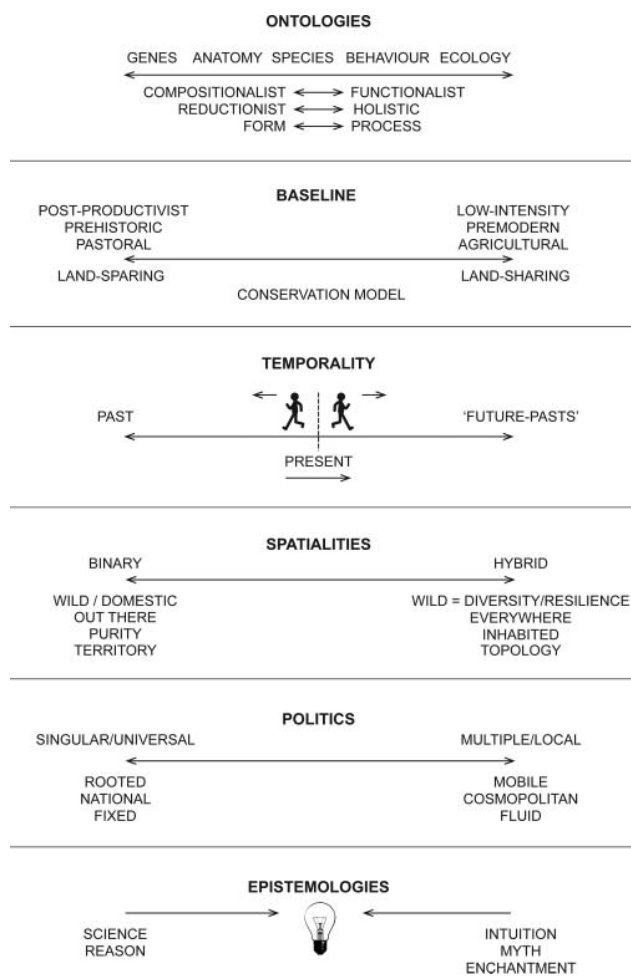 ONTOLOGIES
GENES ANATOMY SPECIES BEHAVIOUR ECOLOGY
COMPOSITIONALIST FUNCTIONALIST
REDUCTIONIST HOLISTIC
FORM PROCESS
BASELINE
POST-PRODUCTIVIST LOW-INTENSITY
PREHISTORIC PREMODERN
PASTORAL AGRICULTURAL
LAND-SPARING LAND-SHARING
CONSERVATION MODEL
TEMPORALITY
PAST 'FUTURE-PASTS'
PRESENT
SPATIALITIES
BINARY HYBRID
WILD / DOMESTIC WILD = DIVERSITY/RESILIENCE
OUT THERE EVERYWHERE
PURITY INHABITED
TERRITORY TOPOLOGY
POLITICS
SINGULAR/UNIVERSAL MULTIPLE/LOCAL
ROOTED MOBILE
NATIONAL COSMOPOLITAN
FIXED FLUID
EPISTEMOLOGIES
SCIENCE INTUITION
REASON MYTH
ENCHANTMENT